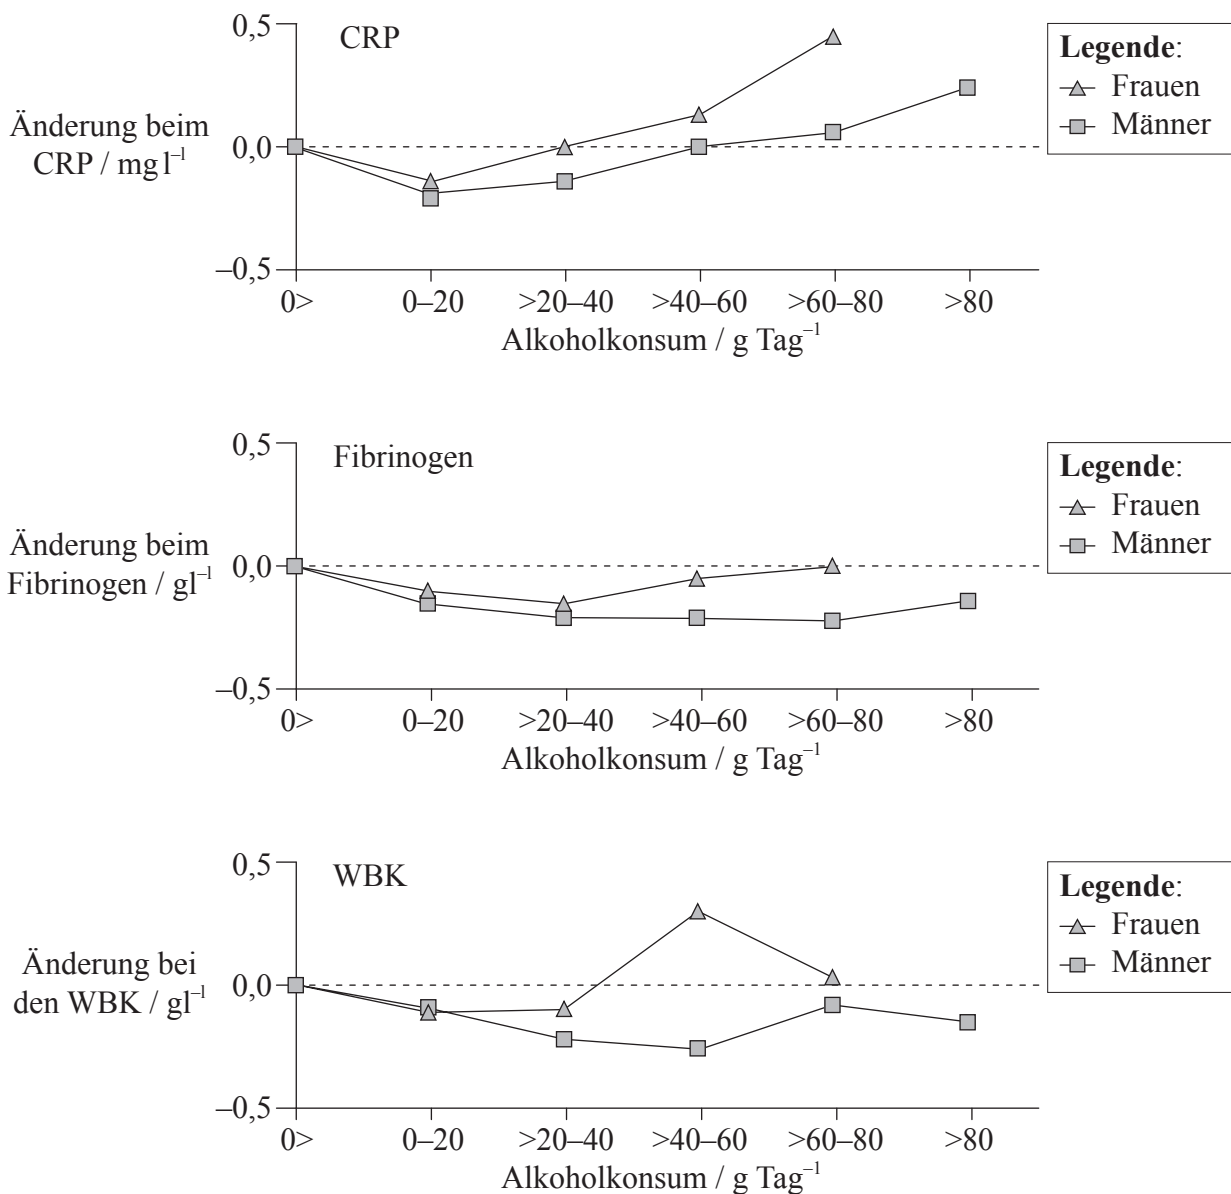 0,5
CRP
Änderung beim
CRP / mg l⁻¹
0,0
–0,5
0> 0–20 >20–40 >40–60 >60–80 >80
Alkoholkonsum / g Tag⁻¹
Legende:
Frauen
Männer
0,5
Fibrinogen
Änderung beim
Fibrinogen / gl⁻¹
0,0
–0,5
0> 0–20 >20–40 >40–60 >60–80 >80
Alkoholkonsum / g Tag⁻¹
Legende:
Frauen
Männer
0,5
WBK
Änderung bei
den WBK / gl⁻¹
0,0
–0,5
0> 0–20 >20–40 >40–60 >60–80 >80
Alkoholkonsum / g Tag⁻¹
Legende:
Frauen
Männer